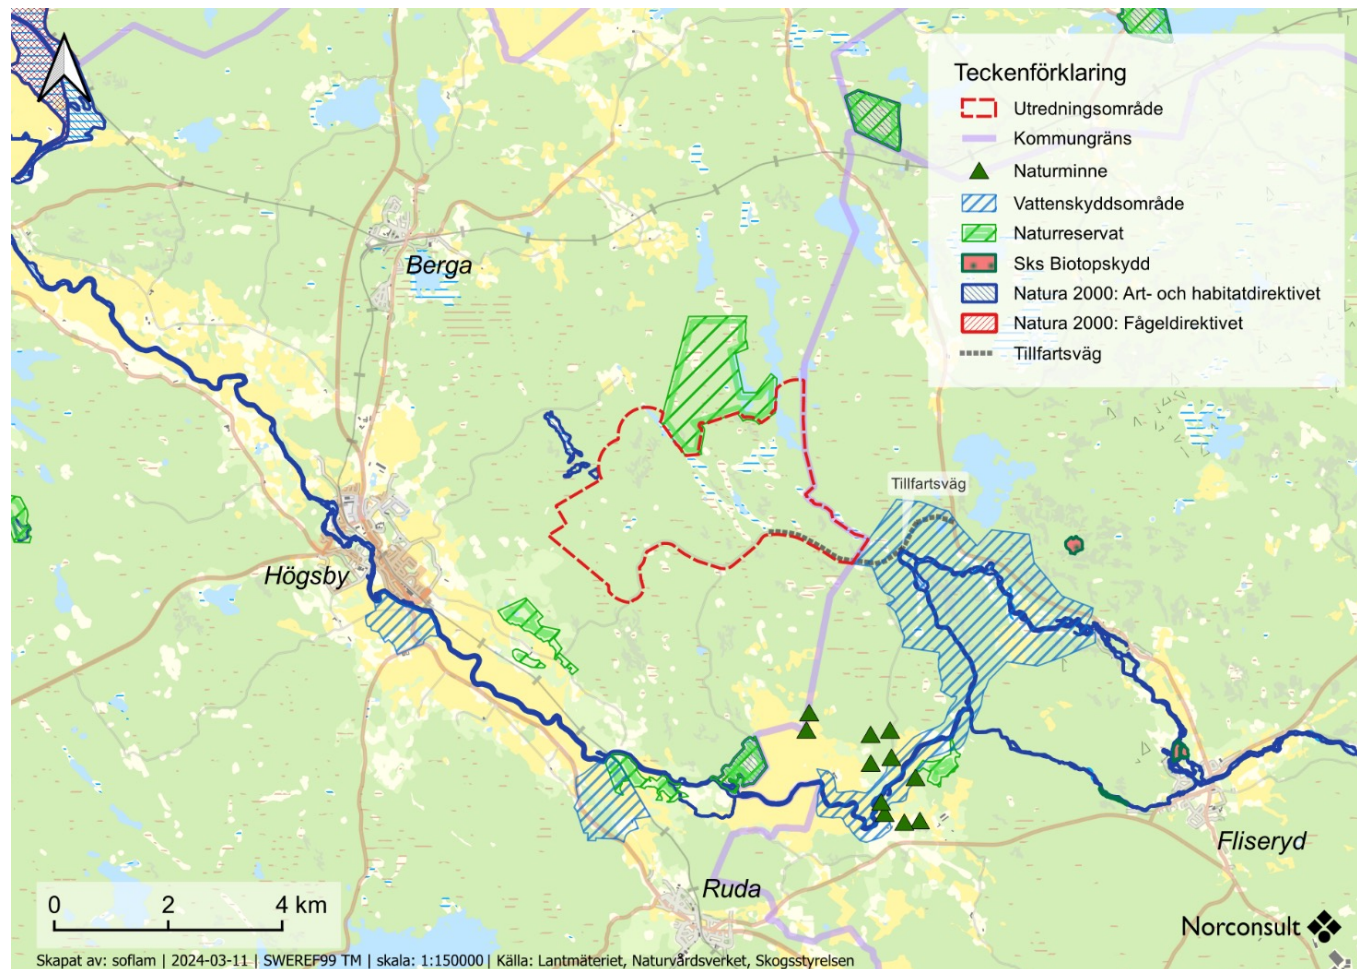 Teckenförklaring
Utredningsområde
Kommungräns
Naturminne
Vattenskyddsområde
Naturreservat
Sks Biotopskydd
Natura 2000: Art- och habitatdirektivet
Natura 2000: Fågeldirektivet
Tillfartsväg
Berga
Tillfartsväg
Högsby
Fliseryd
Ruda
0 2 4 km
Norconsult
Skapat av: soflam | 2024-03-11 | SWEREF99 TM | skala: 1:150000 | Källa: Lantmäteriet, Naturvårdsverket, Skogsstyrelsen